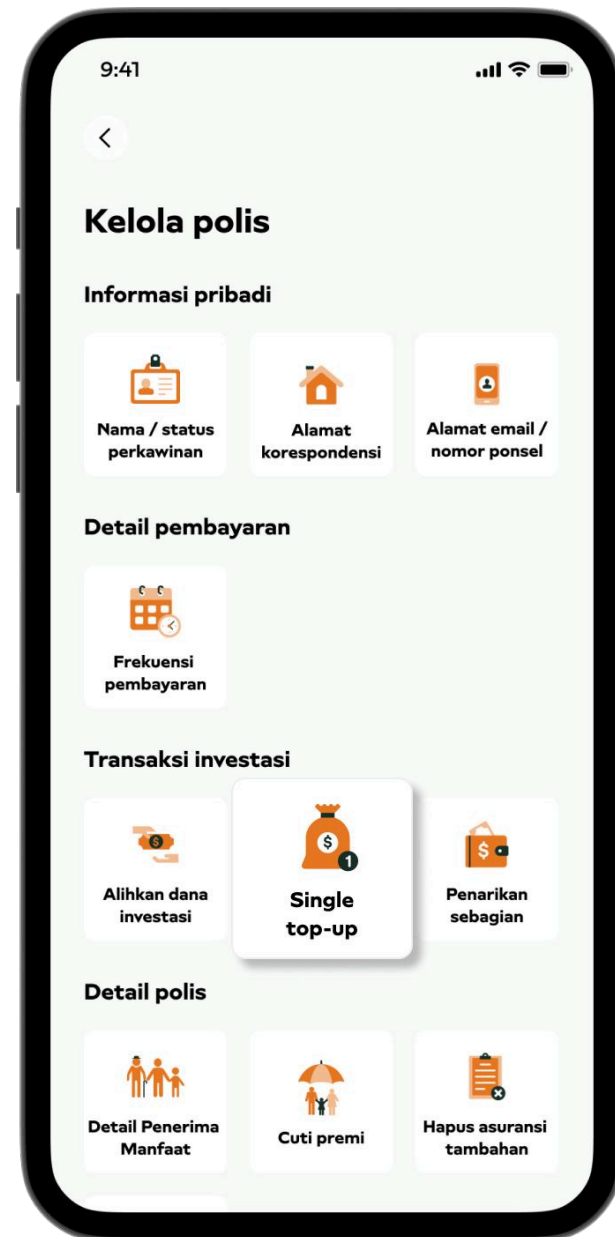 9:41
Kelola polis
Informasi pribadi
Nama / status
perkawinan
Alamat
korespondensi
Alamat email /
nomor ponsel
Detail pembayaran
Frekuensi
pembayaran
Transaksi investasi
$
Alihkan dana
investasi
$
1
Single
top-up
$
Penarikan
sebagian
Detail polis
Detail Penerima
Manfaat
Cuti premi
Hapus asuransi
tambahan